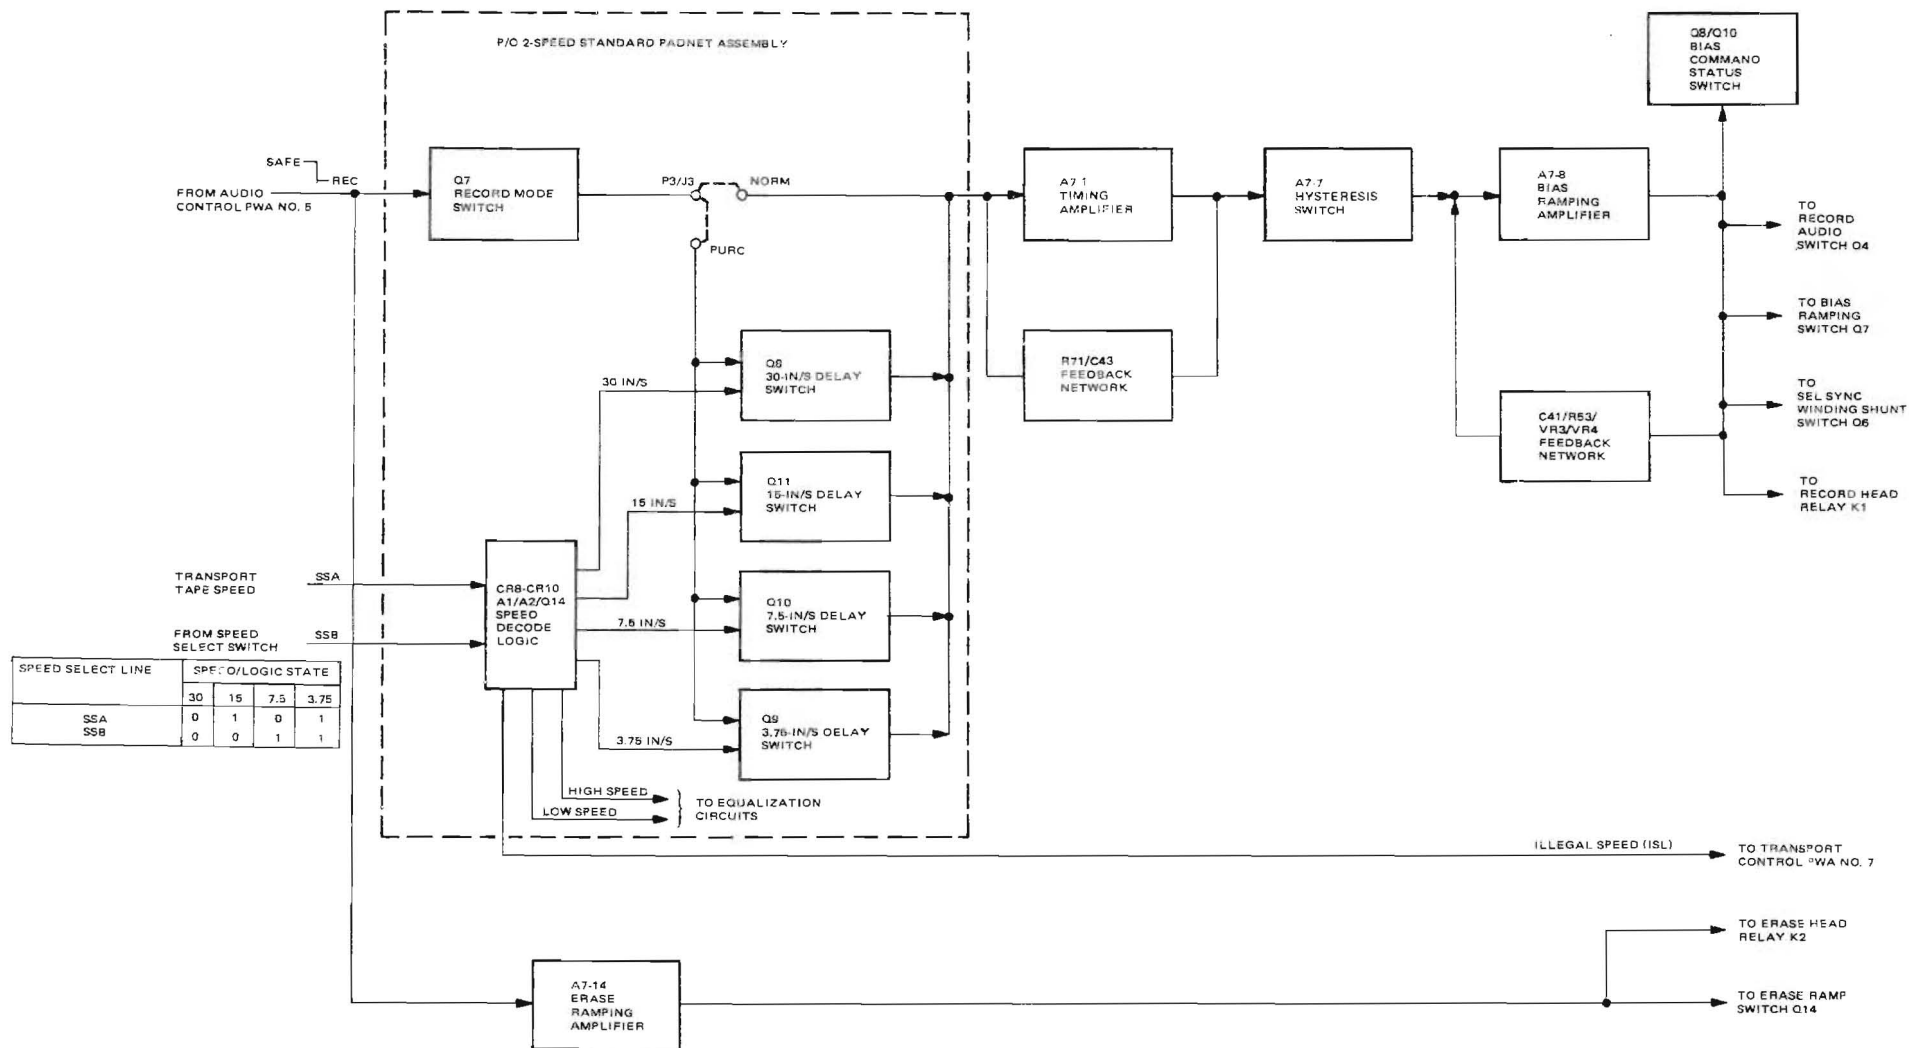 P/O 2-SPEED STANDARD PADNET ASSEMBLY
Q8/Q10
BIAS
COMMAND
STATUS
SWITCH
SAFE
REC
FROM AUDIO
CONTROL PWA NO. 5
Q7
RECORD MODE
SWITCH
P3/J3
NORM
PURC
A7-1
TIMING
AMPLIFIER
A7-7
HYSTERESIS
SWITCH
A7-8
BIAS
RAMPING
AMPLIFIER
TO
RECORD
AUDIO
SWITCH Q4
TO BIAS
RAMPING
SWITCH Q7
TO
SEL SYNC
WINDING SHUNT
SWITCH Q6
TO
RECORD HEAD
RELAY K1
R71/C43
FEEDBACK
NETWORK
C41/R53/
VR3/VR4
FEEDBACK
NETWORK
30 IN/S
Q8
30-IN/S DELAY
SWITCH
15 IN/S
Q11
15-IN/S DELAY
SWITCH
7.5 IN/S
Q10
7.5-IN/S DELAY
SWITCH
3.75 IN/S
Q9
3.75-IN/S DELAY
SWITCH
TRANSPORT
TAPE SPEED
SSA
FROM SPEED
SELECT SWITCH
SSB
CR8-CR10
A1/A2/Q14
SPEED
DECODE
LOGIC
SPEED SELECT LINE SPEED/LOGIC STATE
30 15 7.5 3.75
SSA 0 1 0 1
SSB 0 0 1 1
HIGH SPEED
LOW SPEED
TO EQUALIZATION
CIRCUITS
ILLEGAL SPEED (ISL)
TO TRANSPORT
CONTROL PWA NO. 7
TO ERASE HEAD
RELAY K2
A7-14
ERASE
RAMPING
AMPLIFIER
TO ERASE RAMP
SWITCH Q14